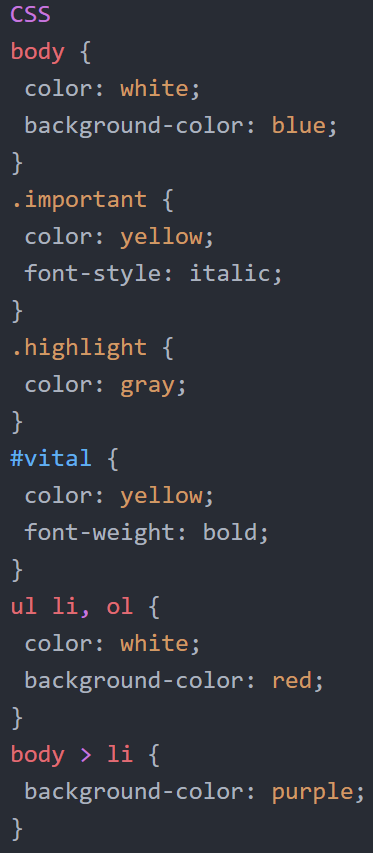 CSS
body {
 color: white;
 background-color: blue;
}
.important {
 color: yellow;
 font-style: italic;
}
.highlight {
 color: gray;
}
#vital {
 color: yellow;
 font-weight: bold;
}
ul li, ol {
 color: white;
 background-color: red;
}
body > li {
 background-color: purple;
}